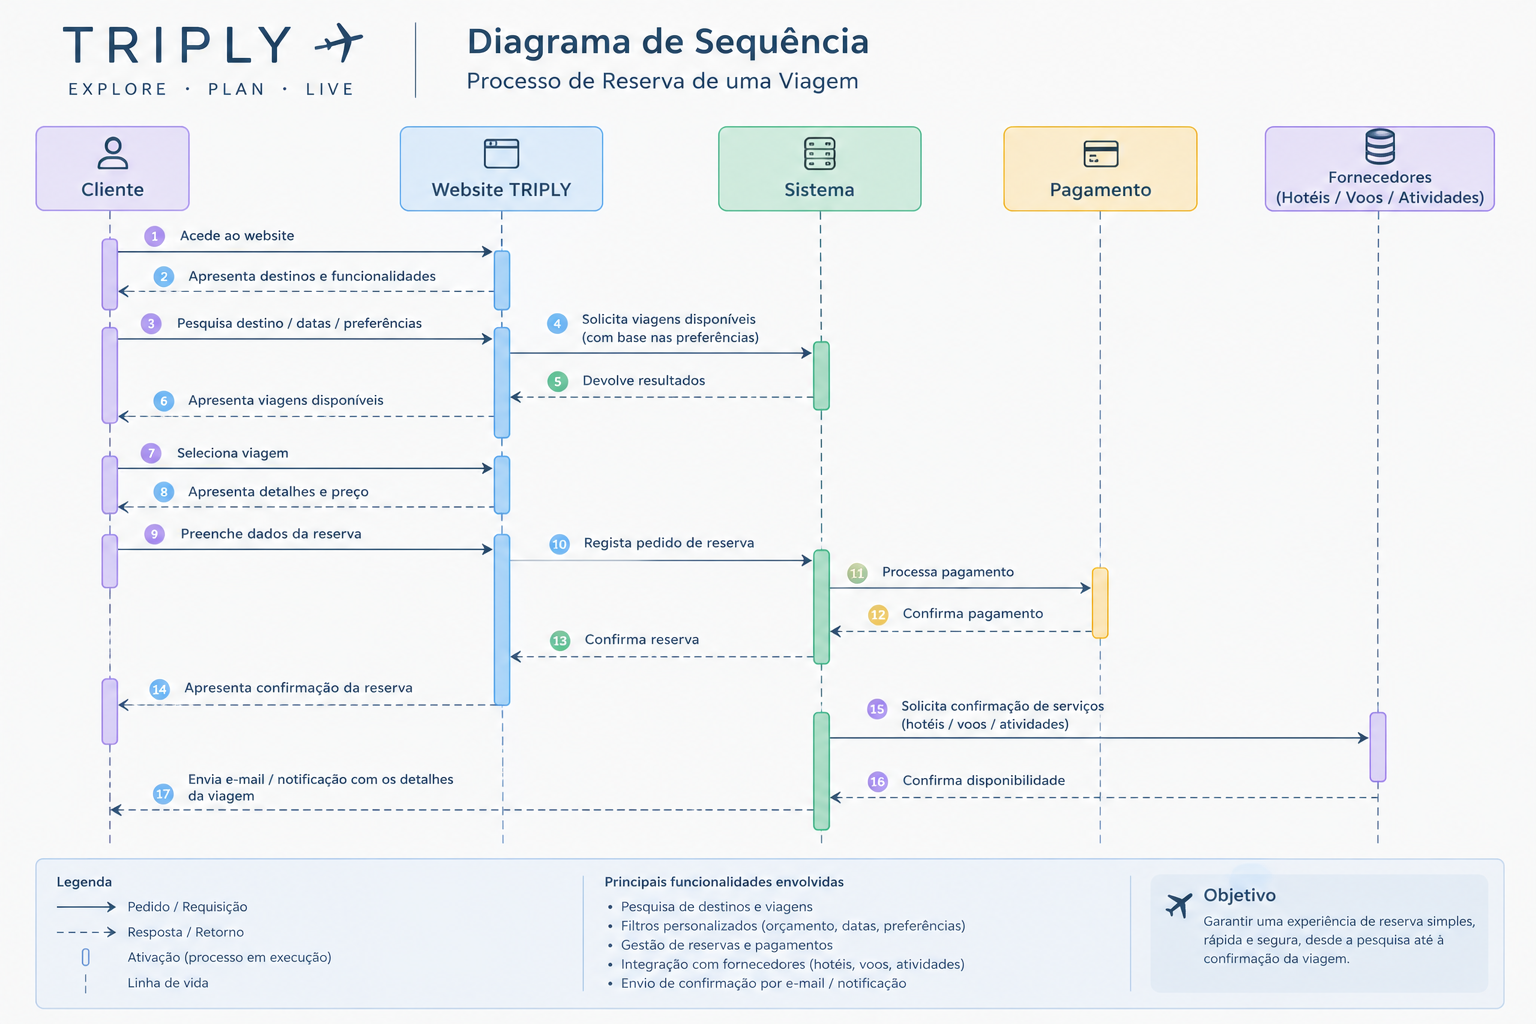 TRIPLY
EXPLORE · PLAN · LIVE
Diagrama de Sequência
Processo de Reserva de uma Viagem
Cliente
Website TRIPLY
Sistema
Pagamento
Fornecedores
(Hotéis / Voos / Atividades)
1 Acede ao website
2 Apresenta destinos e funcionalidades
3 Pesquisa destino / datas / preferências
4 Solicita viagens disponíveis
(com base nas preferências)
5 Devolve resultados
6 Apresenta viagens disponíveis
7 Seleciona viagem
8 Apresenta detalhes e preço
9 Preenche dados da reserva
10 Regista pedido de reserva
11 Processa pagamento
12 Confirma pagamento
13 Confirma reserva
14 Apresenta confirmação da reserva
15 Solicita confirmação de serviços
(hotéis / voos / atividades)
16 Confirma disponibilidade
17 Envia e-mail / notificação com os detalhes
da viagem
Legenda
Pedido / Requisição
Resposta / Retorno
Ativação (processo em execução)
Linha de vida
Principais funcionalidades envolvidas
• Pesquisa de destinos e viagens
• Filtros personalizados (orçamento, datas, preferências)
• Gestão de reservas e pagamentos
• Integração com fornecedores (hotéis, voos, atividades)
• Envio de confirmação por e-mail / notificação
Objetivo
Garantir uma experiência de reserva simples,
rápida e segura, desde a pesquisa até à
confirmação da viagem.